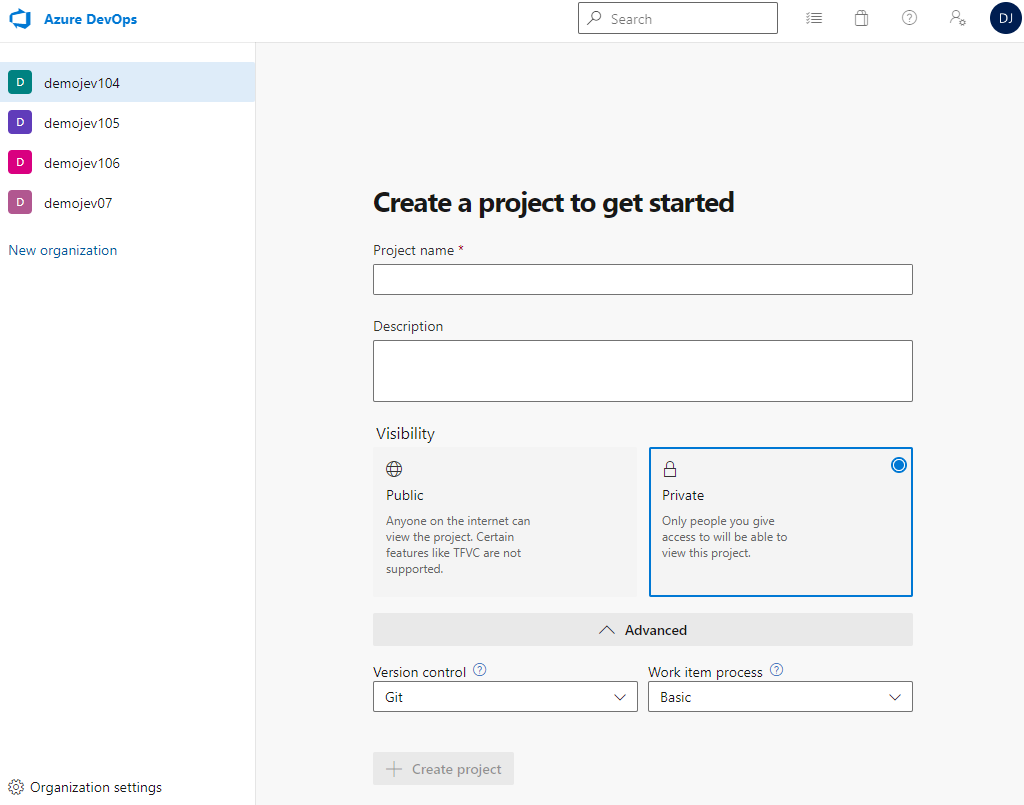 Azure DevOps
Search
DJ
D demojev104
D demojev105
D demojev106
D demojev07
New organization
Create a project to get started
Project name *
Description
Visibility
Public
Anyone on the internet can
view the project. Certain
features like TFVC are not
supported.
Private
Only people you give
access to will be able to
view this project.
Advanced
Version control ?
Git
Work item process ?
Basic
Create project
Organization settings